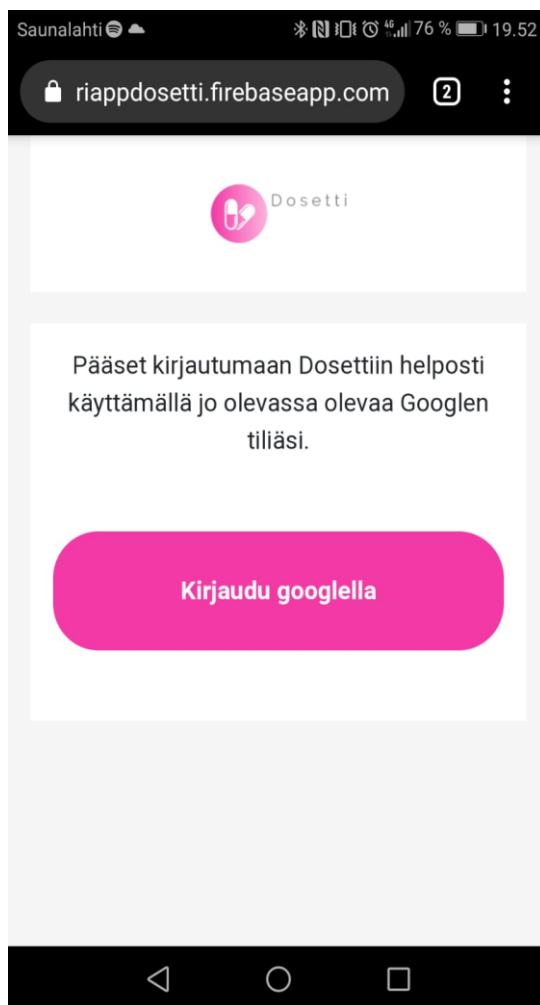 Saunalahti 4G 76 % 19.52
riappdosetti.firebaseapp.com 2
Dosetti
Pääset kirjautumaan Dosettiin helposti
käyttämällä jo olevassa olevaa Googlen
tiliäsi.
Kirjaudu googlella